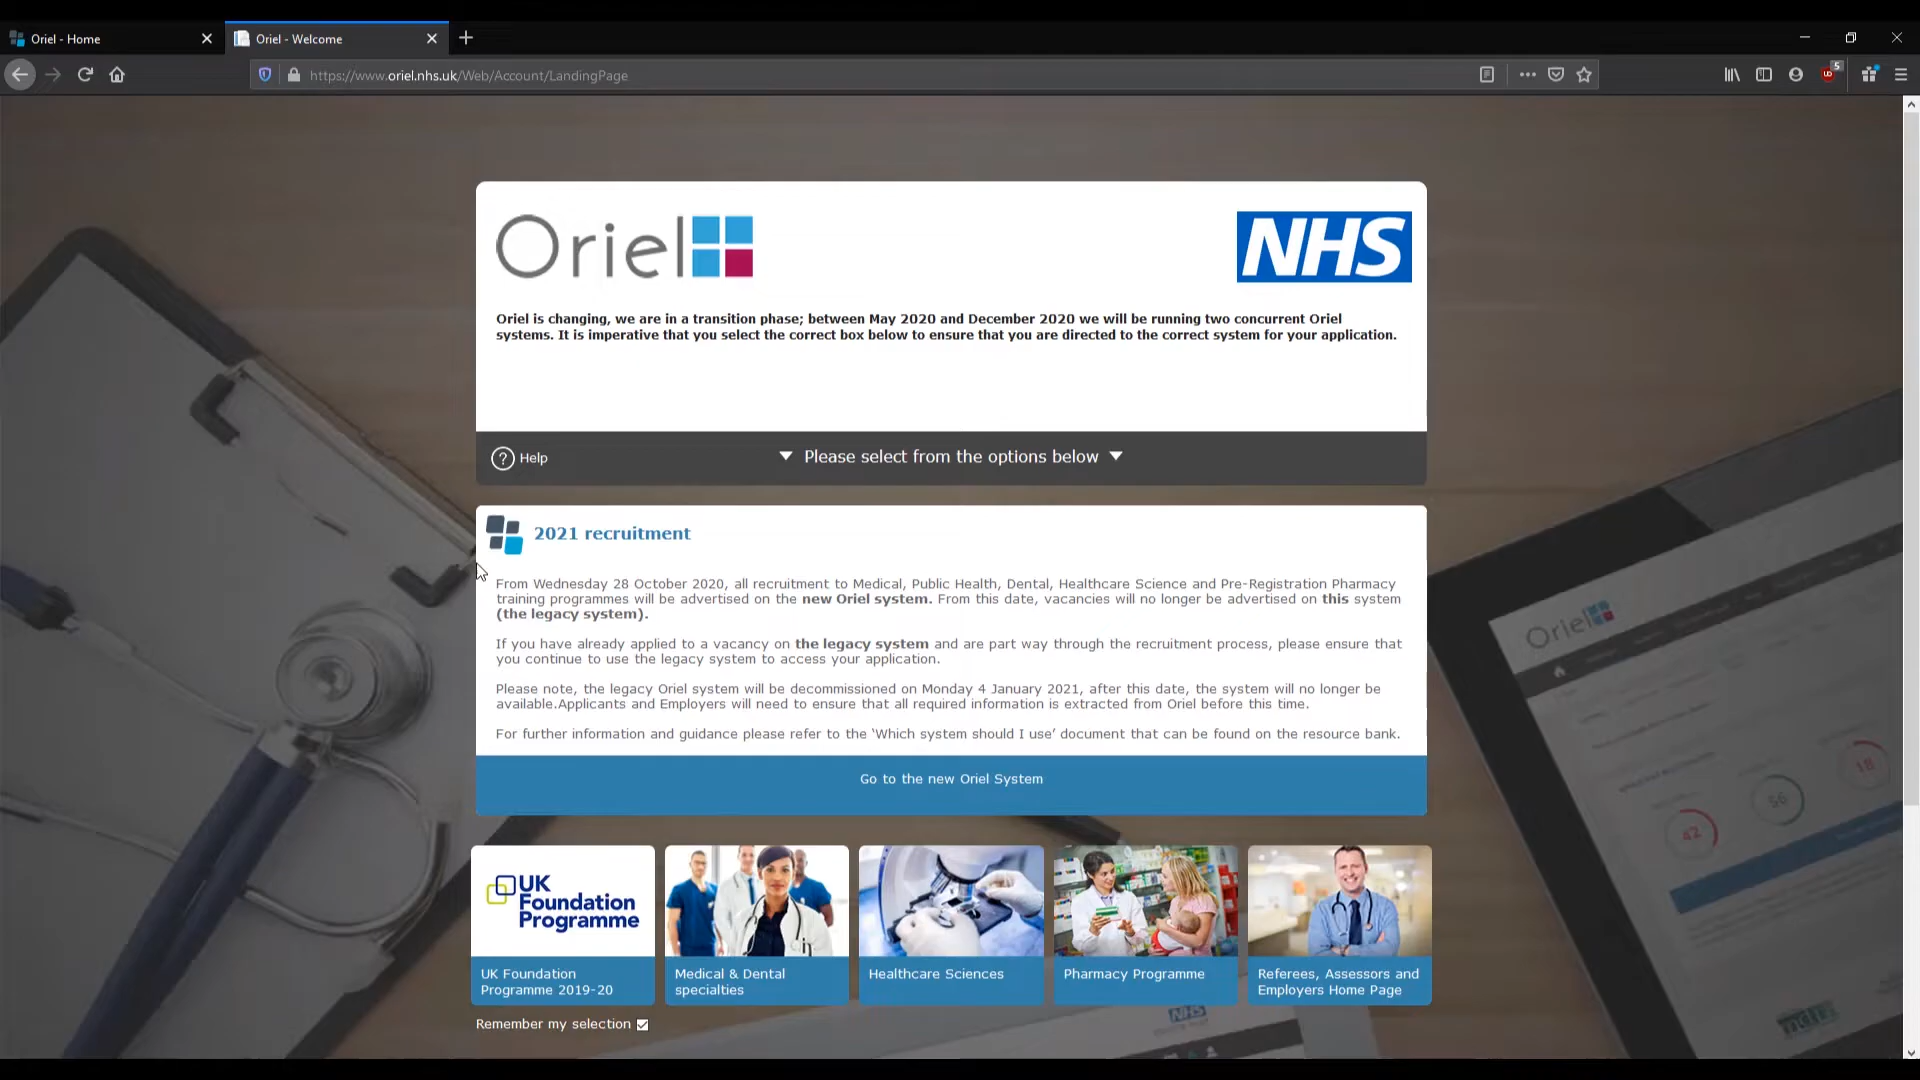 Oriel - Home
Oriel - Welcome
https://www.oriel.nhs.uk/Web/Account/LandingPage
5
Oriel
NHS
Oriel is changing, we are in a transition phase; between May 2020 and December 2020 we will be running two concurrent Oriel
systems. It is imperative that you select the correct box below to ensure that you are directed to the correct system for your application.
? Help
Please select from the options below
2021 recruitment
From Wednesday 28 October 2020, all recruitment to Medical, Public Health, Dental, Healthcare Science and Pre-Registration Pharmacy
training programmes will be advertised on the new Oriel system. From this date, vacancies will no longer be advertised on this system
(the legacy system).
If you have already applied to a vacancy on the legacy system and are part way through the recruitment process, please ensure that
you continue to use the legacy system to access your application.
Please note, the legacy Oriel system will be decommissioned on Monday 4 January 2021, after this date, the system will no longer be
available.Applicants and Employers will need to ensure that all required information is extracted from Oriel before this time.
For further information and guidance please refer to the ‘Which system should I use’ document that can be found on the resource bank.
Go to the new Oriel System
Oriel
42
56
18
UK
Foundation
Programme
UK Foundation
Programme 2019-20
Medical & Dental
specialties
Healthcare Sciences
Pharmacy Programme
Referees, Assessors and
Employers Home Page
Remember my selection
NHS